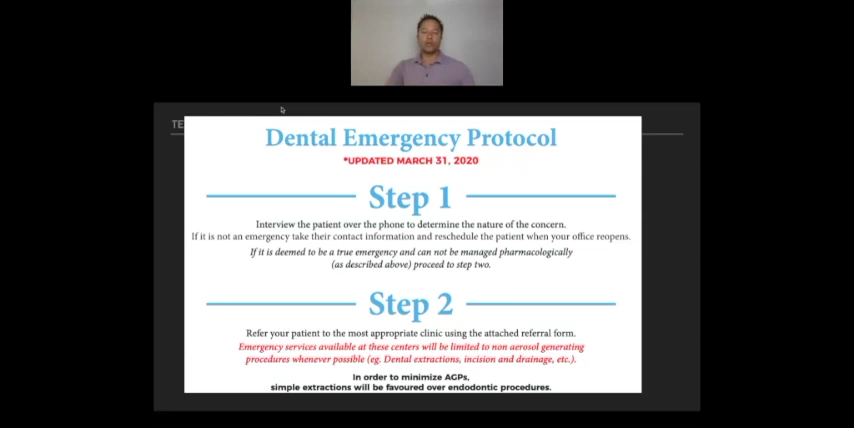 TE
Dental Emergency Protocol
*UPDATED MARCH 31, 2020
Step 1
Interview the patient over the phone to determine the nature of the concern.
If it is not an emergency take their contact information and reschedule the patient when your office reopens.
If it is deemed to be a true emergency and can not be managed pharmacologically
(as described above) proceed to step two.
Step 2
Refer your patient to the most appropriate clinic using the attached referral form.
Emergency services available at these centers will be limited to non aerosol generating
procedures whenever possible (eg. Dental extractions, incision and drainage, etc.).
In order to minimize AGPs,
simple extractions will be favoured over endodontic procedures.